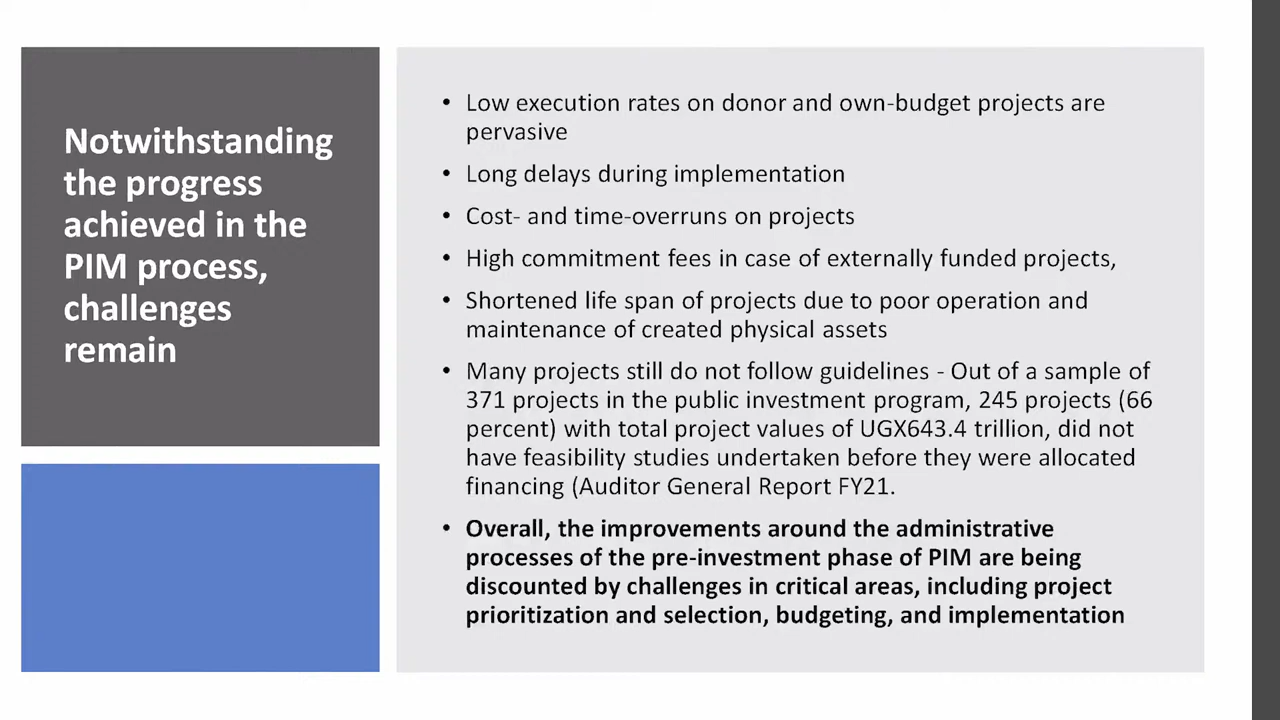 Notwithstanding
the progress
achieved in the
PIM process,
challenges
remain
• Low execution rates on donor and own-budget projects are
pervasive
• Long delays during implementation
• Cost- and time-overruns on projects
• High commitment fees in case of externally funded projects,
• Shortened life span of projects due to poor operation and
maintenance of created physical assets
• Many projects still do not follow guidelines - Out of a sample of
371 projects in the public investment program, 245 projects (66
percent) with total project values of UGX643.4 trillion, did not
have feasibility studies undertaken before they were allocated
financing (Auditor General Report FY21.
• Overall, the improvements around the administrative
processes of the pre-investment phase of PIM are being
discounted by challenges in critical areas, including project
prioritization and selection, budgeting, and implementation